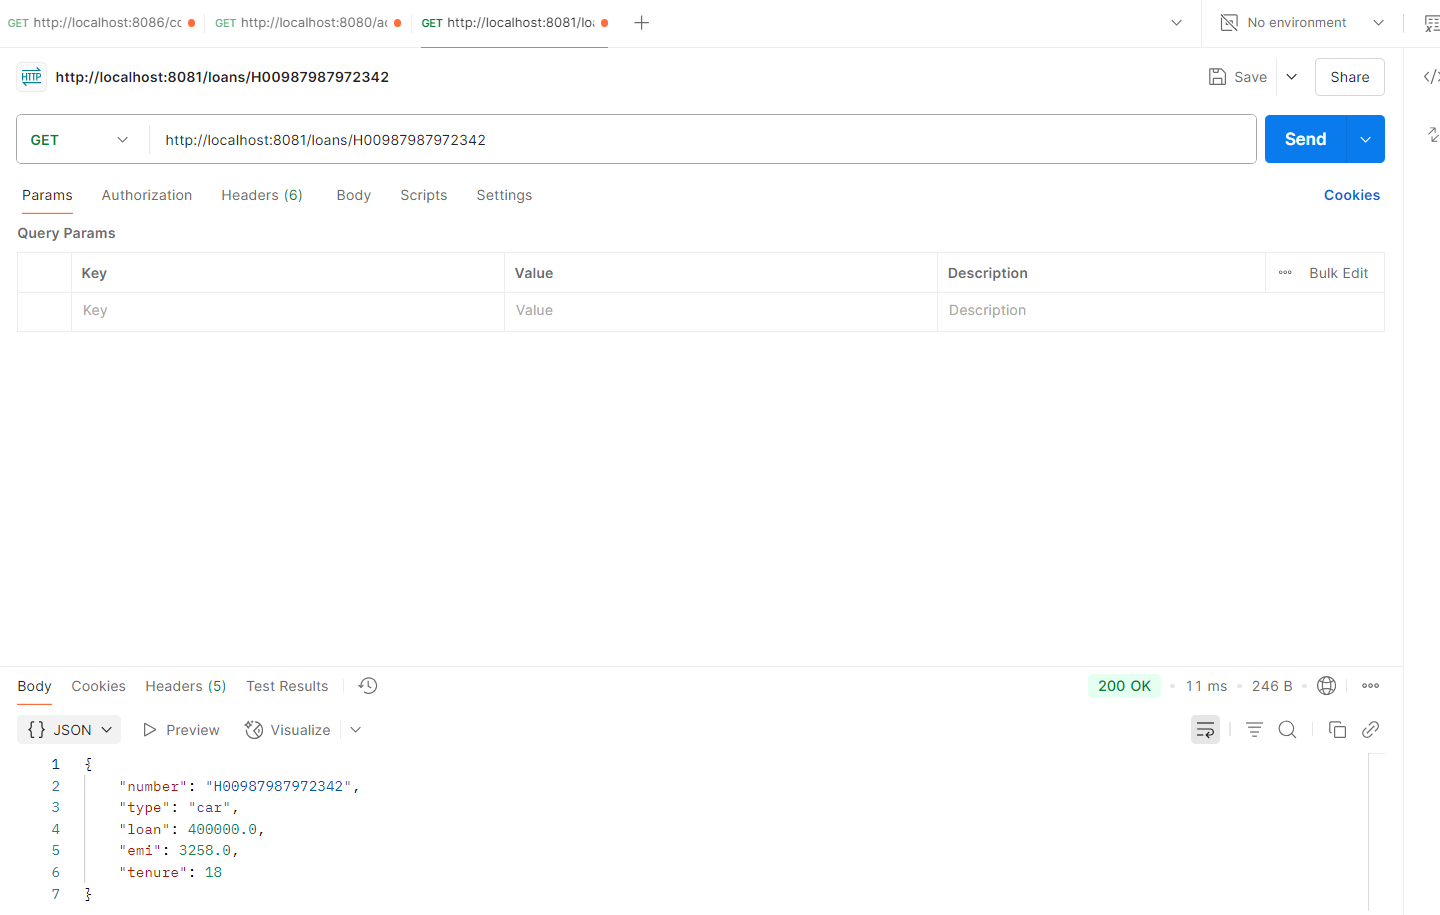 GET http://localhost:8086/cc GET http://localhost:8080/ac GET http://localhost:8081/loa No environment
HTTP http://localhost:8081/loans/H00987987972342 Save Share
GET http://localhost:8081/loans/H00987987972342 Send
Params Authorization Headers (6) Body Scripts Settings Cookies
Query Params
Key Value Description Bulk Edit
Key Value Description
Body Cookies Headers (5) Test Results 200 OK 11 ms 246 B
{} JSON Preview Visualize
1 {
2 "number": "H00987987972342",
3 "type": "car",
4 "loan": 400000.0,
5 "emi": 3258.0,
6 "tenure": 18
7 }